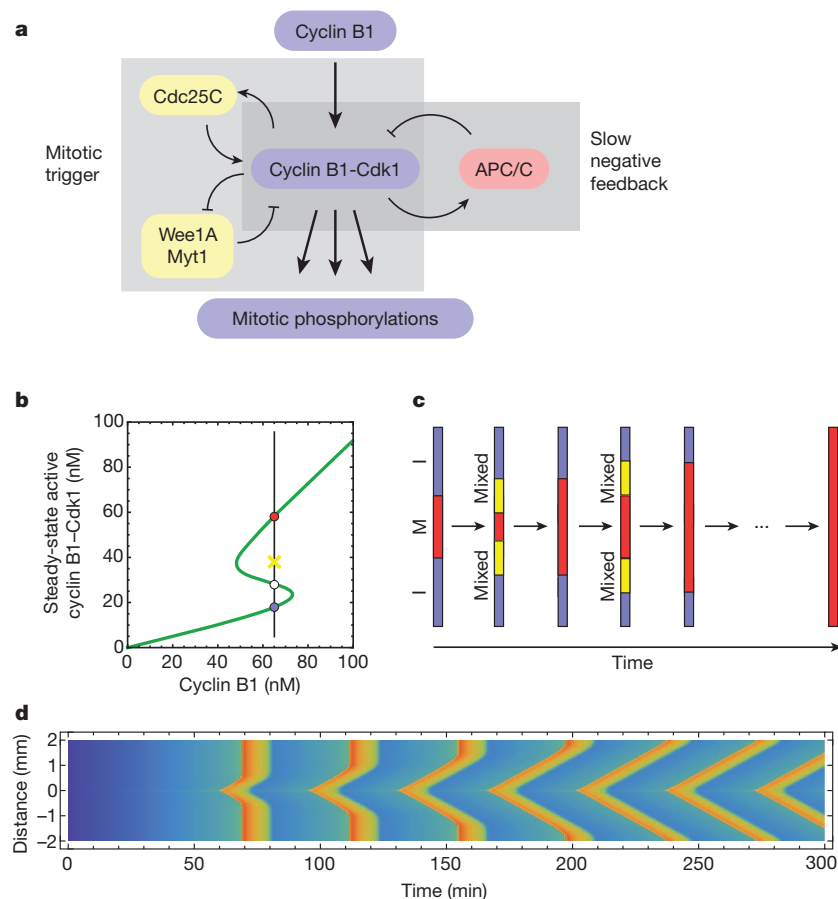 a
Cyclin B1
Cdc25C
Mitotic
trigger
Cyclin B1-Cdk1
APC/C
Slow
negative
feedback
Wee1A
Myt1
Mitotic phosphorylations
b
Steady-state active
cyclin B1–Cdk1 (nM)
100
80
60
40
20
0
0 20 40 60 80 100
Cyclin B1 (nM)
c
I
M
I
Mixed
Mixed
Mixed
Mixed
...
Time
d
Distance (mm)
2
1
0
-1
-2
0 50 100 150 200 250 300
Time (min)